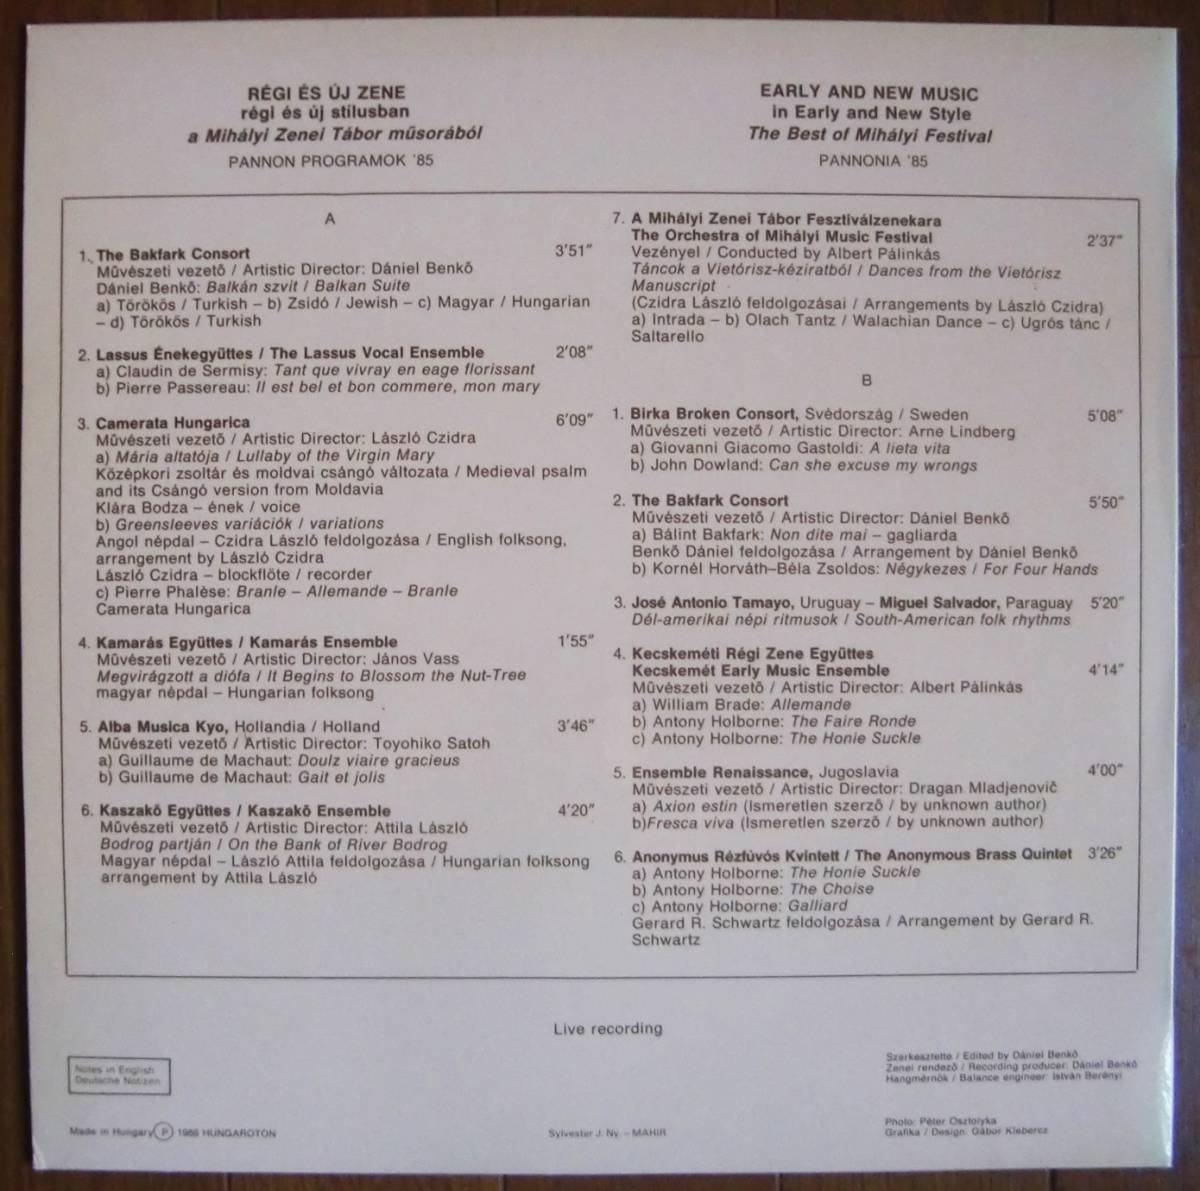 RÉGI ÉS ÚJ ZENE
régi és új stílusban
a Mihályi Zenei Tábor műsorából
PANNON PROGRAMOK '85
EARLY AND NEW MUSIC
in Early and New Style
The Best of Mihályi Festival
PANNONIA '85
A
1. The Bakfark Consort 3'51"
Művészeti vezető / Artistic Director: Dániel Benkő
Dániel Benkő: Balkán szvit / Balkan Suite
a) Törökös / Turkish – b) Zsidó / Jewish – c) Magyar / Hungarian
– d) Törökös / Turkish
2. Lassus Énekegyüttes / The Lassus Vocal Ensemble 2'08"
a) Claudin de Sermisy: Tant que vivray en eage florissant
b) Pierre Passereau: Il est bel et bon commere, mon mary
3. Camerata Hungarica 6'09"
Művészeti vezető / Artistic Director: László Czidra
a) Mária altatója / Lullaby of the Virgin Mary
Középkori zsoltár és moldvai csángó változata / Medieval psalm
and its Csángó version from Moldavia
Klára Bodza – ének / voice
b) Greensleeves variációk / variations
Angol népdal – Czidra László feldolgozása / English folksong,
arrangement by László Czidra
László Czidra – blockflöte / recorder
c) Pierre Phalèse: Branle – Allemande – Branle
Camerata Hungarica
4. Kamarás Együttes / Kamarás Ensemble 1'55"
Művészeti vezető / Artistic Director: János Vass
Megvirágzott a diófa / It Begins to Blossom the Nut-Tree
magyar népdal – Hungarian folksong
5. Alba Musica Kyo, Hollandia / Holland 3'46"
Művészeti vezető / Artistic Director: Toyohiko Satoh
a) Guillaume de Machaut: Doulz viaire gracieus
b) Guillaume de Machaut: Gait et jolis
6. Kaszakő Együttes / Kaszakő Ensemble 4'20"
Művészeti vezető / Artistic Director: Attila László
Bodrog partján / On the Bank of River Bodrog
Magyar népdal – László Attila feldolgozása / Hungarian folksong
arrangement by Attila László
7. A Mihályi Zenei Tábor Fesztiválzenekara
The Orchestra of Mihályi Music Festival 2'37"
Vezényel / Conducted by Albert Pálinkás
Táncok a Vietórisz-kéziratból / Dances from the Vietórisz
Manuscript
(Czidra László feldolgozásai / Arrangements by László Czidra)
a) Intrada – b) Olach Tantz / Walachian Dance – c) Ugrós tánc /
Saltarello
B
1. Birka Broken Consort, Svédország / Sweden 5'08"
Művészeti vezető / Artistic Director: Arne Lindberg
a) Giovanni Giacomo Gastoldi: A lieta vita
b) John Dowland: Can she excuse my wrongs
2. The Bakfark Consort 5'50"
Művészeti vezető / Artistic Director: Dániel Benkő
a) Bálint Bakfark: Non dite mai – gagliarda
Benkő Dániel feldolgozása / Arrangement by Dániel Benkő
b) Kornél Horváth–Béla Zsoldos: Négykezes / For Four Hands
3. José Antonio Tamayo, Uruguay – Miguel Salvador, Paraguay 5'20"
Dél-amerikai népi ritmusok / South-American folk rhythms
4. Kecskeméti Régi Zene Együttes
Kecskemét Early Music Ensemble 4'14"
Művészeti vezető / Artistic Director: Albert Pálinkás
a) William Brade: Allemande
b) Antony Holborne: The Faire Ronde
c) Antony Holborne: The Honie Suckle
5. Ensemble Renaissance, Jugoslavia 4'00"
Művészeti vezető / Artistic Director: Dragan Mladjenovič
a) Axion estin (Ismeretlen szerző / by unknown author)
b)Fresca viva (Ismeretlen szerző / by unknown author)
6. Anonymus Rézfúvós Kvintett / The Anonymous Brass Quintet 3'26"
a) Antony Holborne: The Honie Suckle
b) Antony Holborne: The Choise
c) Antony Holborne: Galliard
Gerard R. Schwartz feldolgozása / Arrangement by Gerard R.
Schwartz
Live recording
Notes in English
Deutsche Notizen
Szerkesztette / Edited by Dániel Benkő
Zenei rendező / Recording producer: Dániel Benkő
Hangmérnök / Balance engineer: István Berényi
Made in Hungary Ⓟ 1986 HUNGAROTON
Sylvester J. Ny. – MAHIR
Photo: Péter Osztolyka
Grafika / Design: Gábor Klebercz